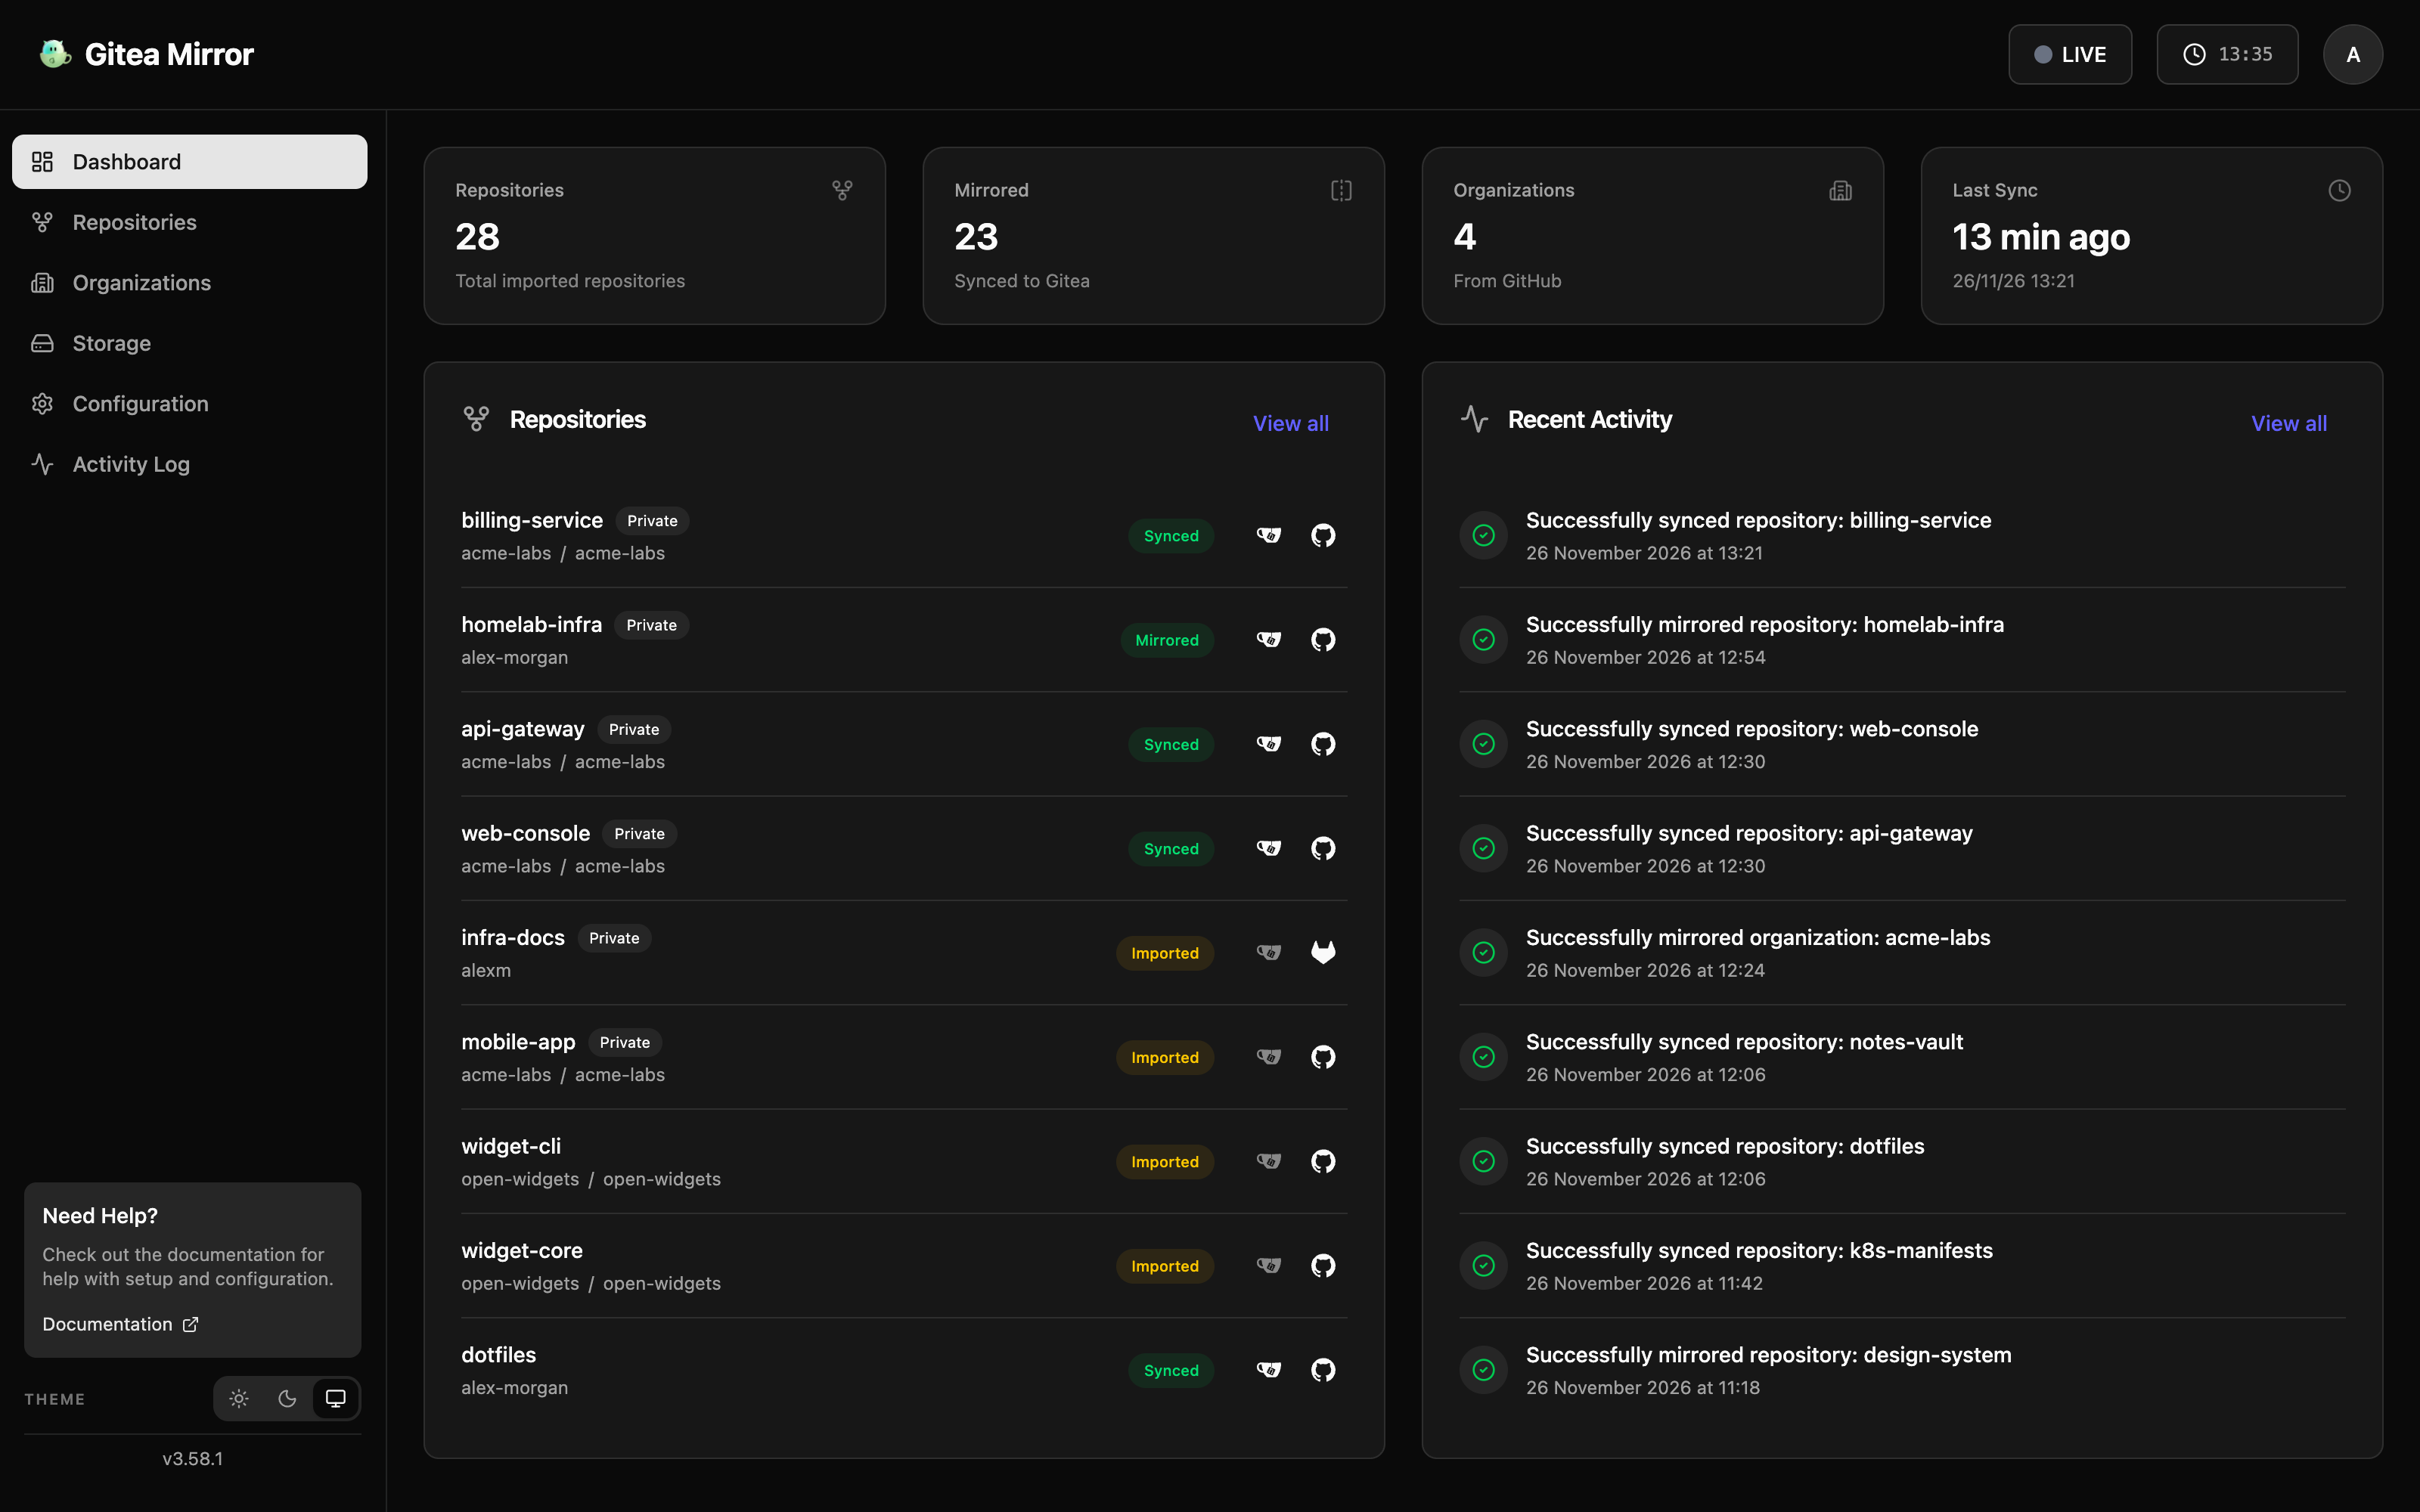 Gitea Mirror
LIVE
13:35
A
Dashboard
Repositories
Organizations
Storage
Configuration
Activity Log
Need Help?
Check out the documentation for
help with setup and configuration.
Documentation
THEME
v3.58.1
Repositories
28
Total imported repositories
Mirrored
23
Synced to Gitea
Organizations
4
From GitHub
Last Sync
13 min ago
26/11/26 13:21
Repositories
View all
billing-service Private
acme-labs / acme-labs
Synced
homelab-infra Private
alex-morgan
Mirrored
api-gateway Private
acme-labs / acme-labs
Synced
web-console Private
acme-labs / acme-labs
Synced
infra-docs Private
alexm
Imported
mobile-app Private
acme-labs / acme-labs
Imported
widget-cli
open-widgets / open-widgets
Imported
widget-core
open-widgets / open-widgets
Imported
dotfiles
alex-morgan
Synced
Recent Activity
View all
Successfully synced repository: billing-service
26 November 2026 at 13:21
Successfully mirrored repository: homelab-infra
26 November 2026 at 12:54
Successfully synced repository: web-console
26 November 2026 at 12:30
Successfully synced repository: api-gateway
26 November 2026 at 12:30
Successfully mirrored organization: acme-labs
26 November 2026 at 12:24
Successfully synced repository: notes-vault
26 November 2026 at 12:06
Successfully synced repository: dotfiles
26 November 2026 at 12:06
Successfully synced repository: k8s-manifests
26 November 2026 at 11:42
Successfully mirrored repository: design-system
26 November 2026 at 11:18